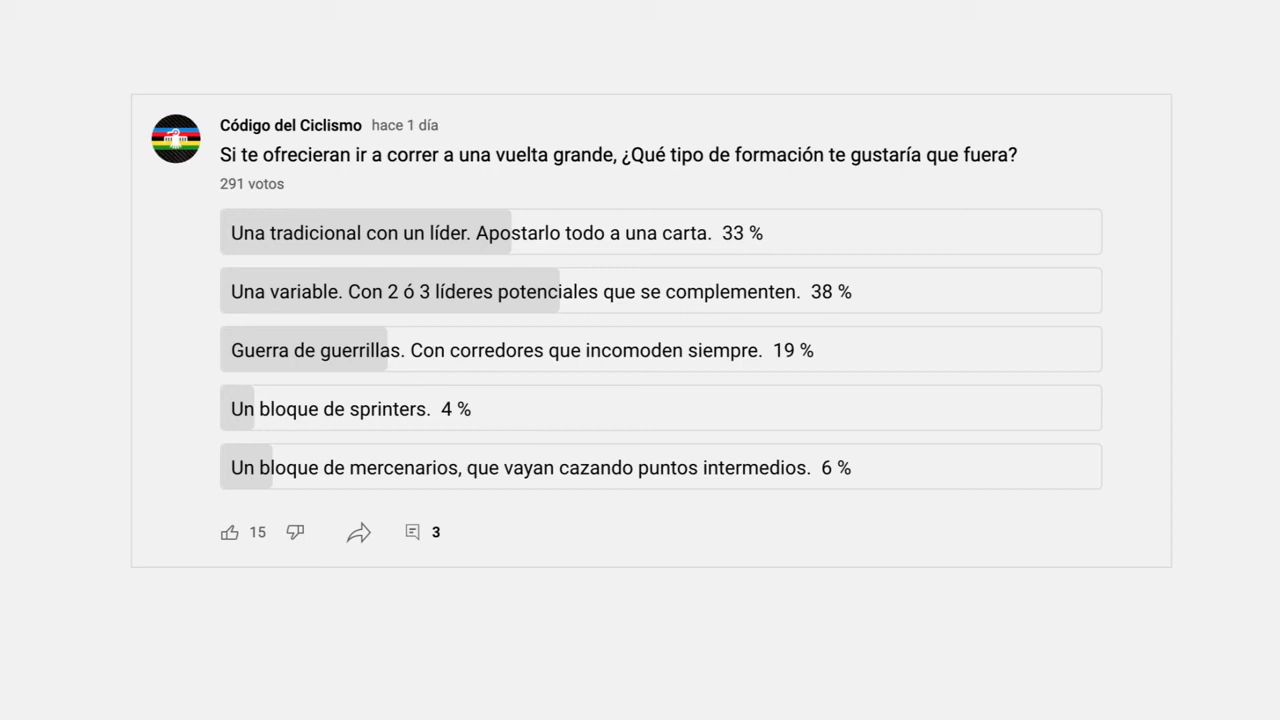 Código del Ciclismo hace 1 día
Si te ofrecieran ir a correr a una vuelta grande, ¿Qué tipo de formación te gustaría que fuera?
291 votos
Una tradicional con un líder. Apostarlo todo a una carta. 33 %
Una variable. Con 2 ó 3 líderes potenciales que se complementen. 38 %
Guerra de guerrillas. Con corredores que incomoden siempre. 19 %
Un bloque de sprinters. 4 %
Un bloque de mercenarios, que vayan cazando puntos intermedios. 6 %
15 3